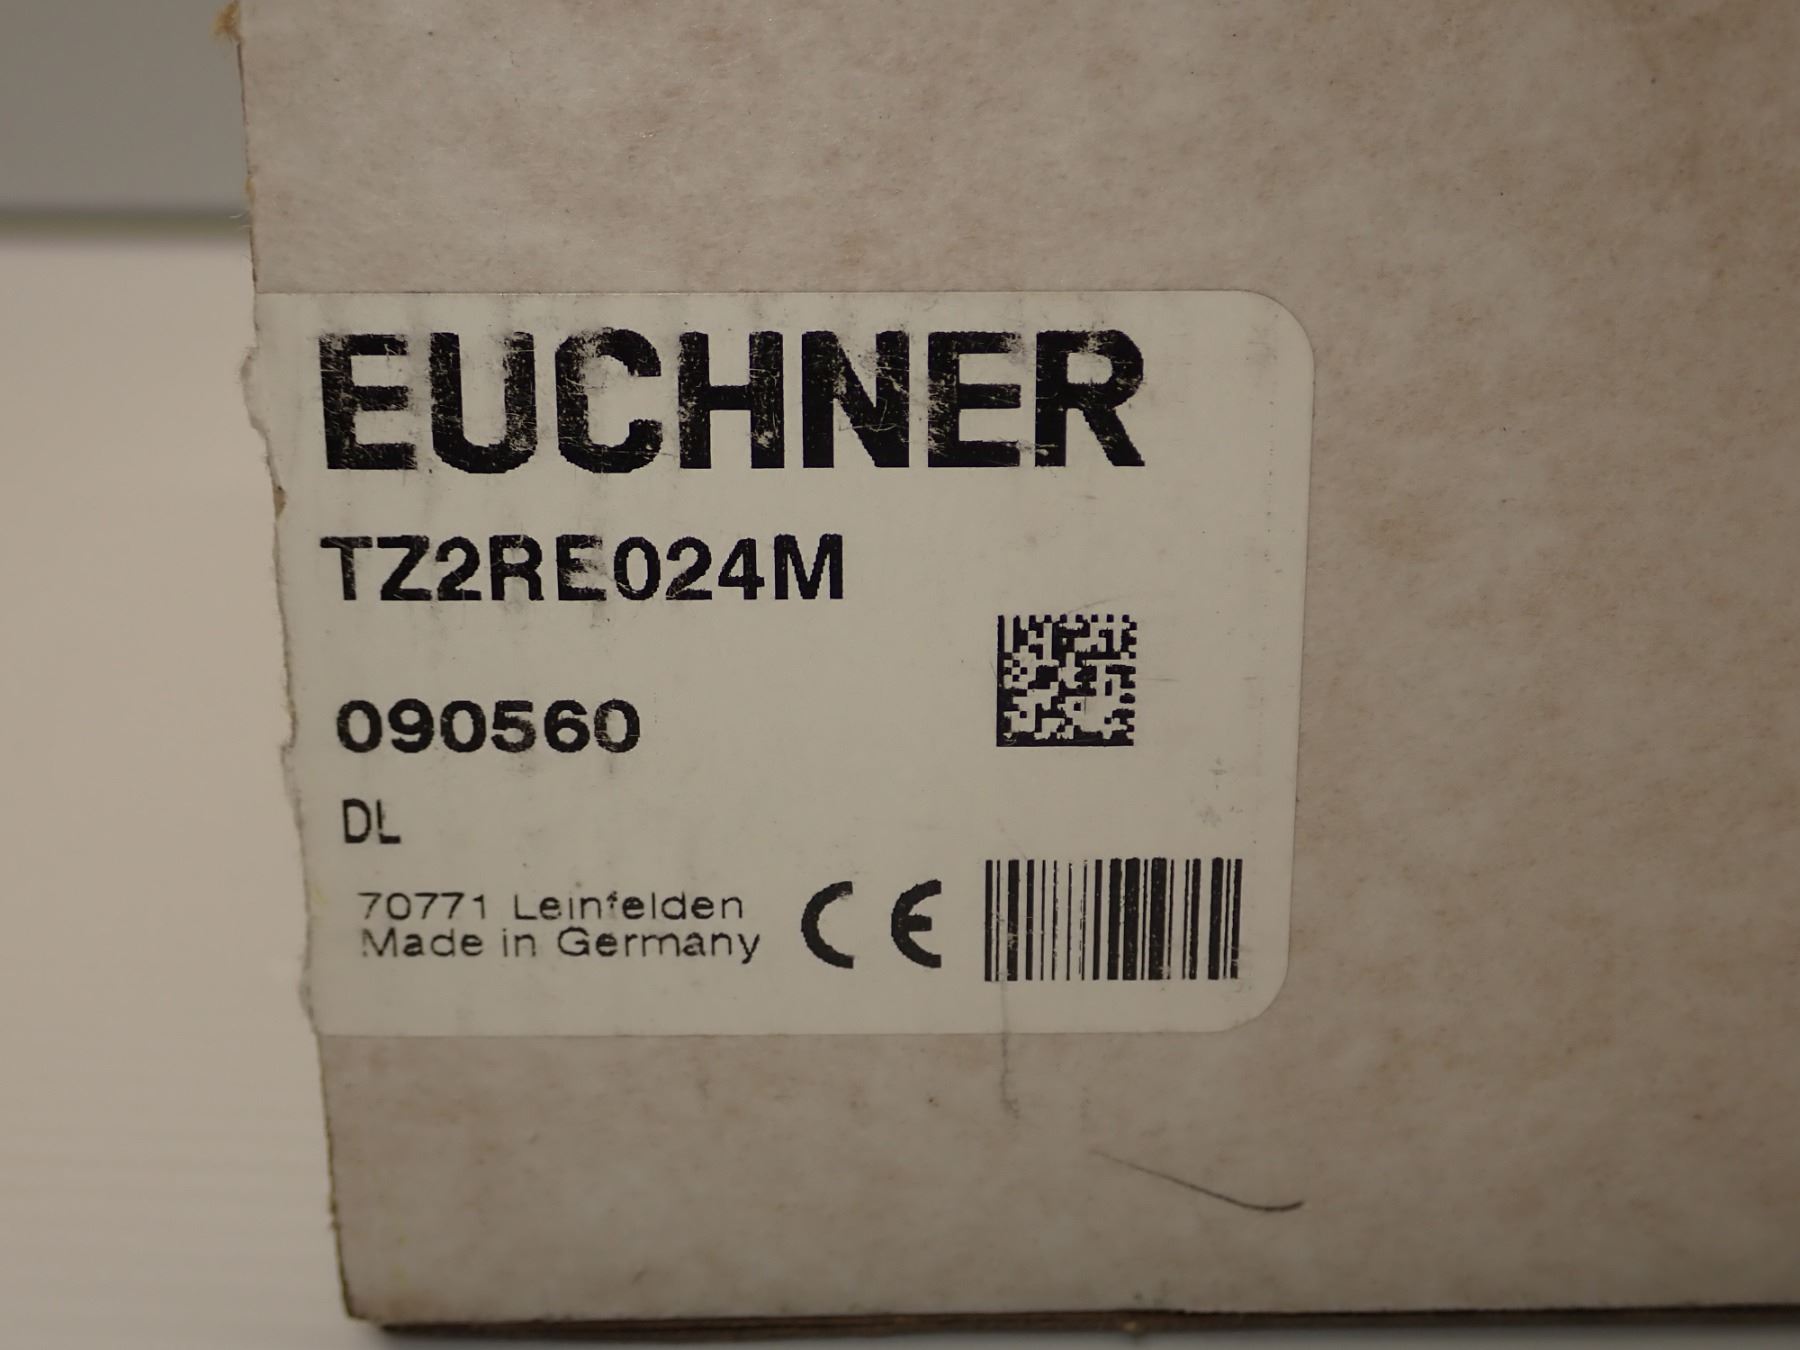 EUCHNER
TZ2RE024M
090560
DL
70771 Leinfelden
Made in Germany
CE